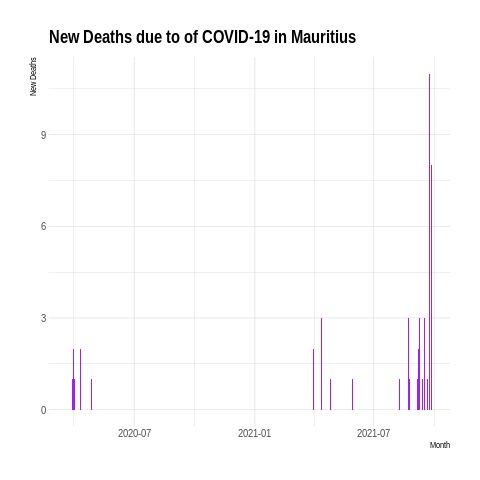 New Deaths due to of COVID-19 in Mauritius
New Deaths
9
6
3
0
2020-07 2021-01 2021-07
Month